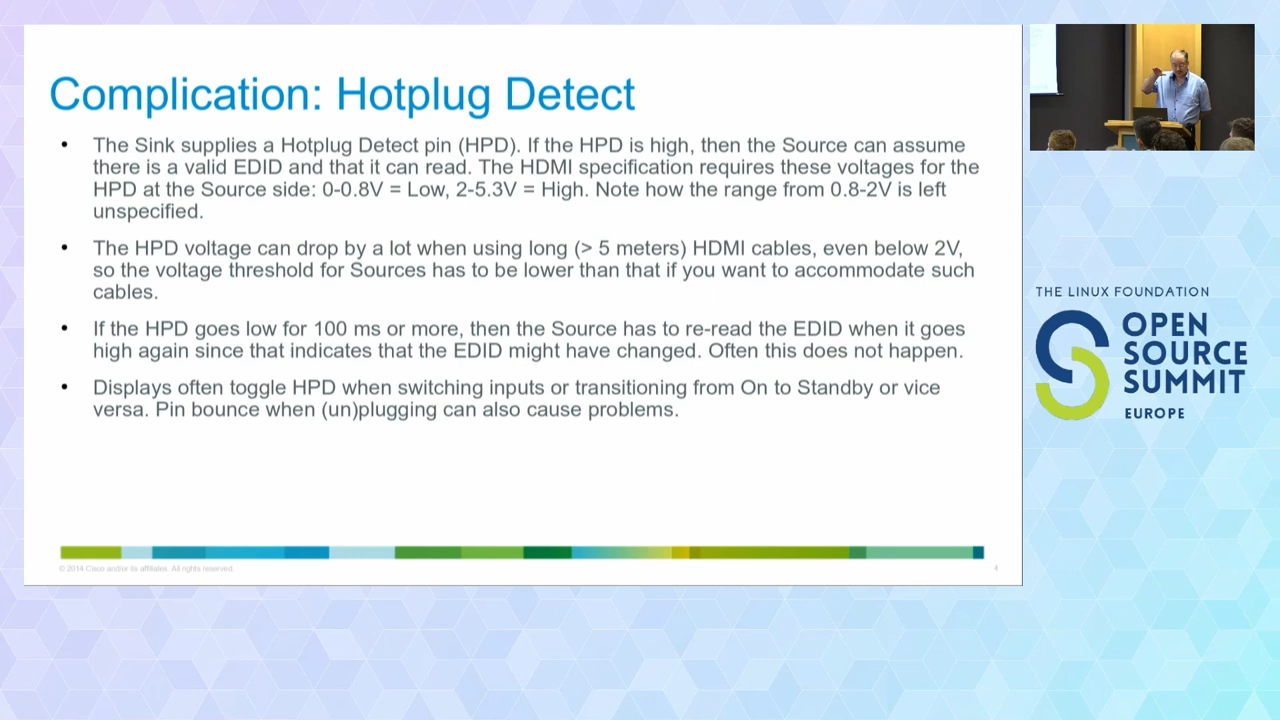 Complication: Hotplug Detect
• The Sink supplies a Hotplug Detect pin (HPD). If the HPD is high, then the Source can assume
there is a valid EDID and that it can read. The HDMI specification requires these voltages for the
HPD at the Source side: 0-0.8V = Low, 2-5.3V = High. Note how the range from 0.8-2V is left
unspecified.
• The HPD voltage can drop by a lot when using long (> 5 meters) HDMI cables, even below 2V,
so the voltage threshold for Sources has to be lower than that if you want to accommodate such
cables.
• If the HPD goes low for 100 ms or more, then the Source has to re-read the EDID when it goes
high again since that indicates that the EDID might have changed. Often this does not happen.
• Displays often toggle HPD when switching inputs or transitioning from On to Standby or vice
versa. Pin bounce when (un)plugging can also cause problems.
© 2014 Cisco and/or its affiliates. All rights reserved.
4
THE LINUX FOUNDATION
OPEN
SOURCE
SUMMIT
EUROPE